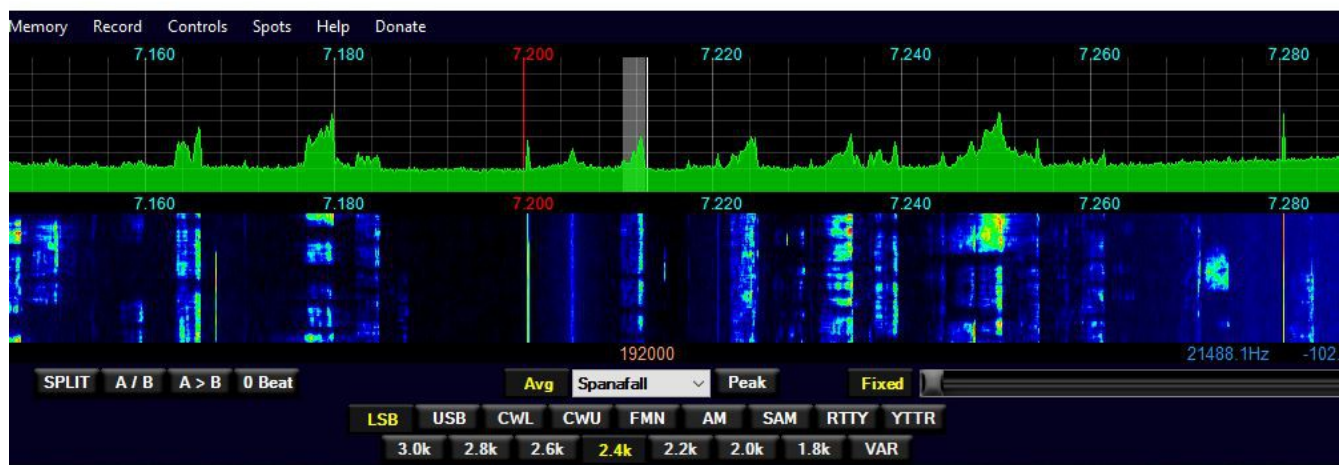 Memory Record Controls Spots Help Donate
7.160 7.180 7.200 7.220 7.240 7.260 7.280
7.160 7.180 7.200 7.220 7.240 7.260 7.280
192000 21488.1Hz -102.
SPLIT A / B A > B 0 Beat Avg Spanafall Peak Fixed
LSB USB CWL CWU FMN AM SAM RTTY YTTR
3.0k 2.8k 2.6k 2.4k 2.2k 2.0k 1.8k VAR